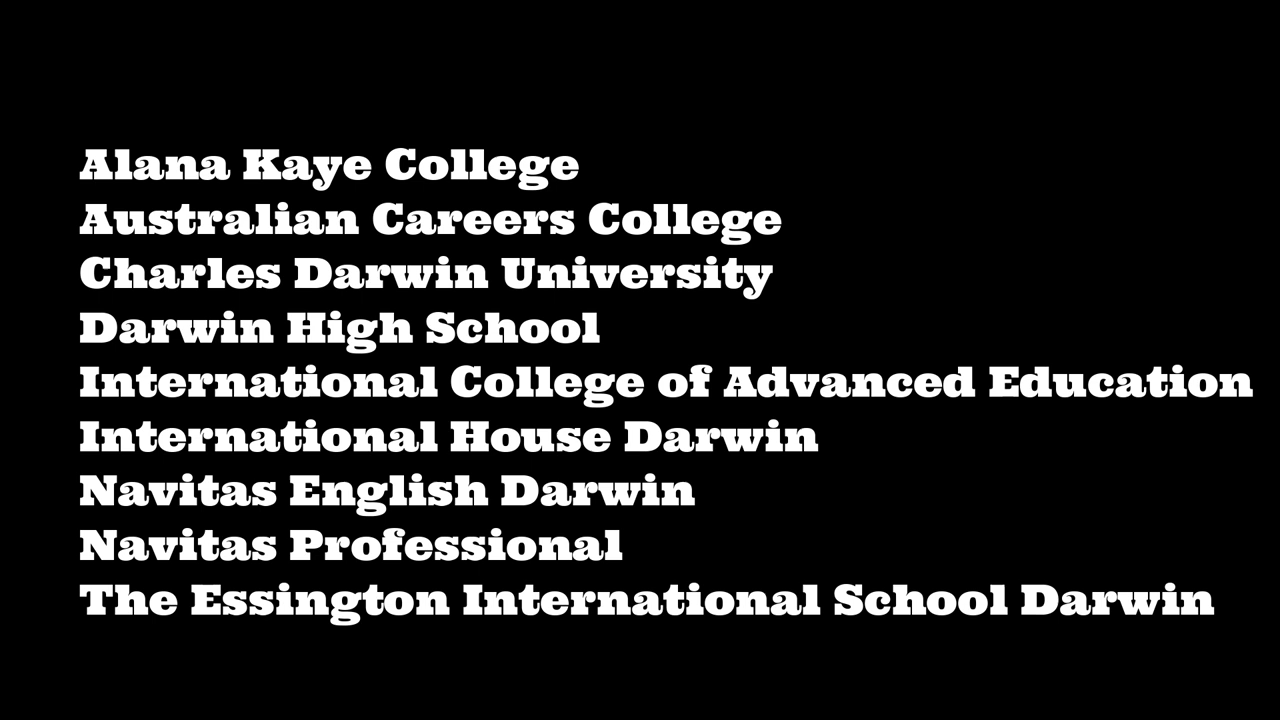 Alana Kaye College
Australian Careers College
Charles Darwin University
Darwin High School
International College of Advanced Education
International House Darwin
Navitas English Darwin
Navitas Professional
The Essington International School Darwin